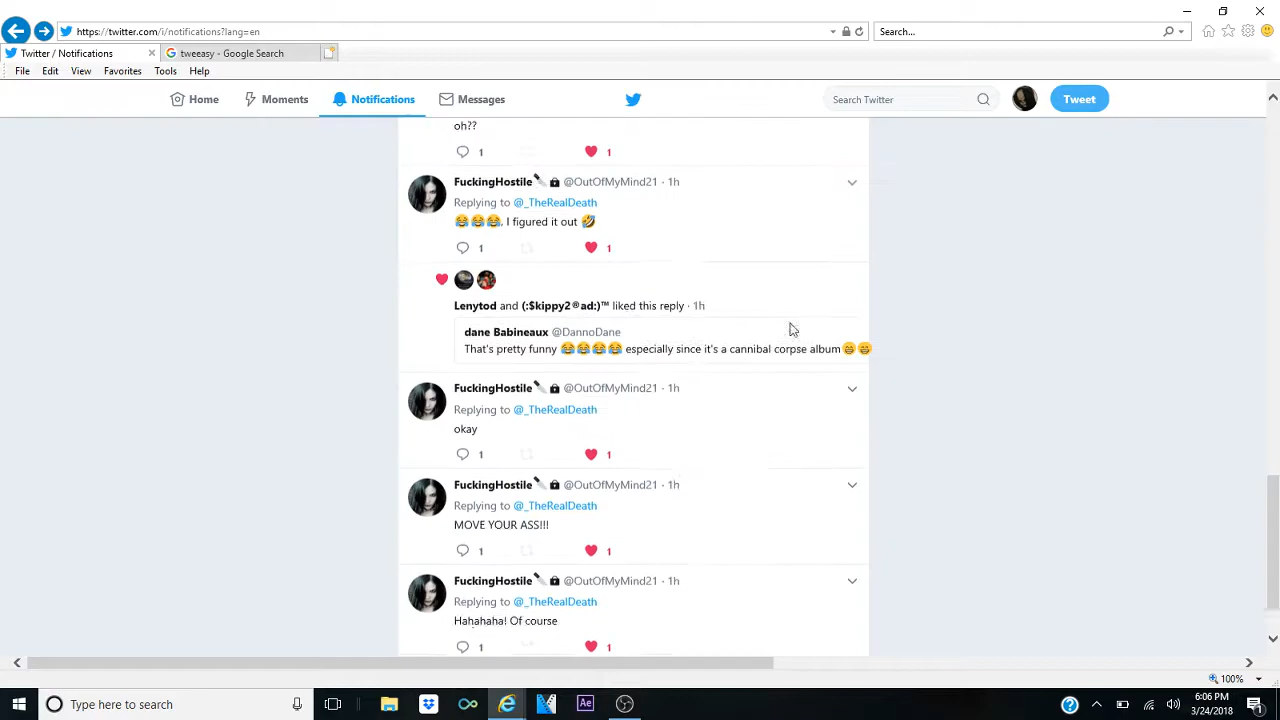 https://twitter.com/i/notifications?lang=en
Search...
Twitter / Notifications
tweeasy - Google Search
File Edit View Favorites Tools Help
Home Moments Notifications Messages Search Twitter Tweet
oh??
1 1
FuckingHostile🔪 @OutOfMyMind21 · 1h
Replying to @_TheRealDeath
😂😂😂. I figured it out 🤣
1 1
Lenytod and (:$kippy2®ad:)™ liked this reply · 1h
dane Babineaux @DannoDane
That's pretty funny 😂😂😂😂 especially since it's a cannibal corpse album😁😁
FuckingHostile🔪 @OutOfMyMind21 · 1h
Replying to @_TheRealDeath
okay
1 1
FuckingHostile🔪 @OutOfMyMind21 · 1h
Replying to @_TheRealDeath
MOVE YOUR ASS!!!
1 1
FuckingHostile🔪 @OutOfMyMind21 · 1h
Replying to @_TheRealDeath
Hahahaha! Of course
1 1
100%
Type here to search
Ae
6:06 PM
3/24/2018